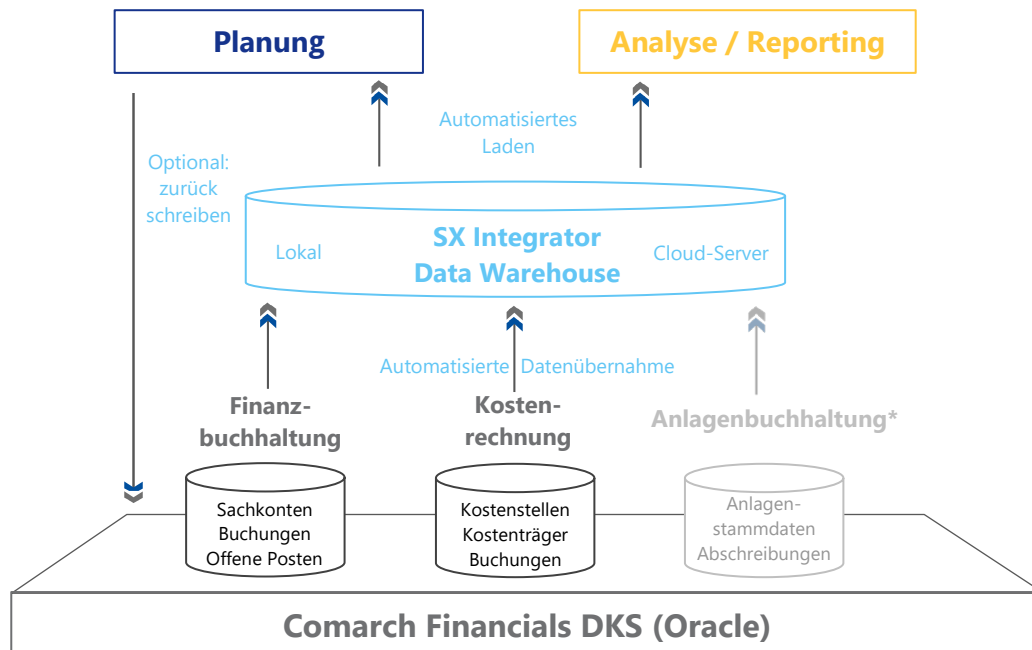 Planung
Analyse / Reporting
Automatisiertes
Laden
Optional:
zurück
schreiben
SX Integrator
Data Warehouse
Lokal
Cloud-Server
Automatisierte Datenübernahme
Finanz-
buchhaltung
Kosten-
rechnung
Anlagenbuchhaltung*
Sachkonten
Buchungen
Offene Posten
Kostenstellen
Kostenträger
Buchungen
Anlagen-
stammdaten
Abschreibungen
Comarch Financials DKS (Oracle)